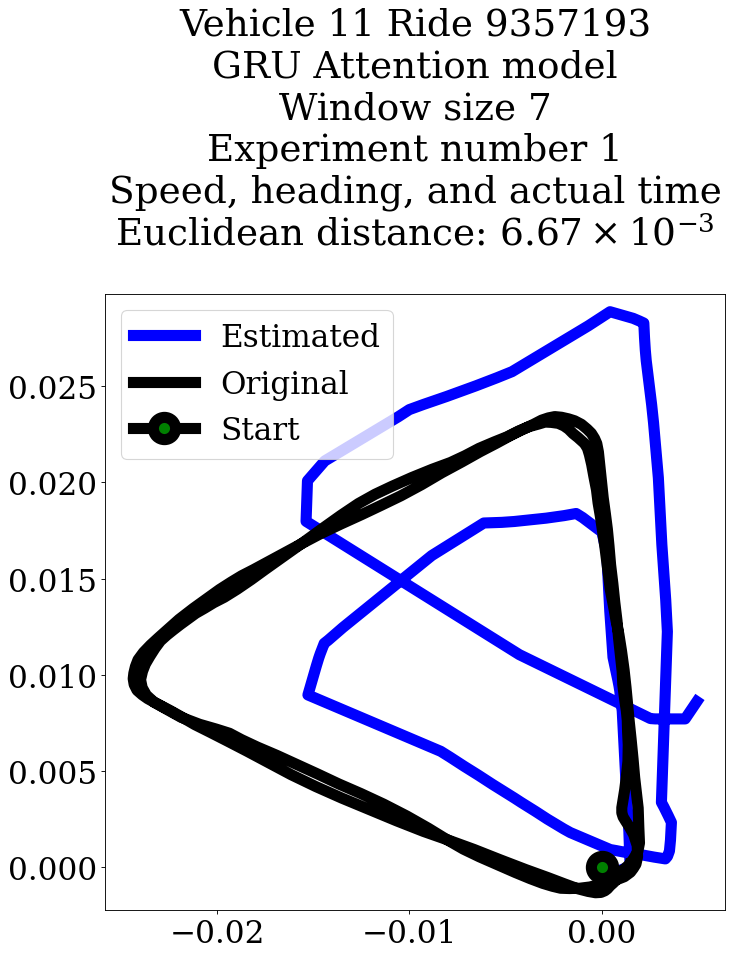 Vehicle 11 Ride 9357193
GRU Attention model
Window size 7
Experiment number 1
Speed, heading, and actual time
Euclidean distance: 6.67 × 10⁻³
Estimated
Original
Start
0.025
0.020
0.015
0.010
0.005
0.000
−0.02
−0.01
0.00